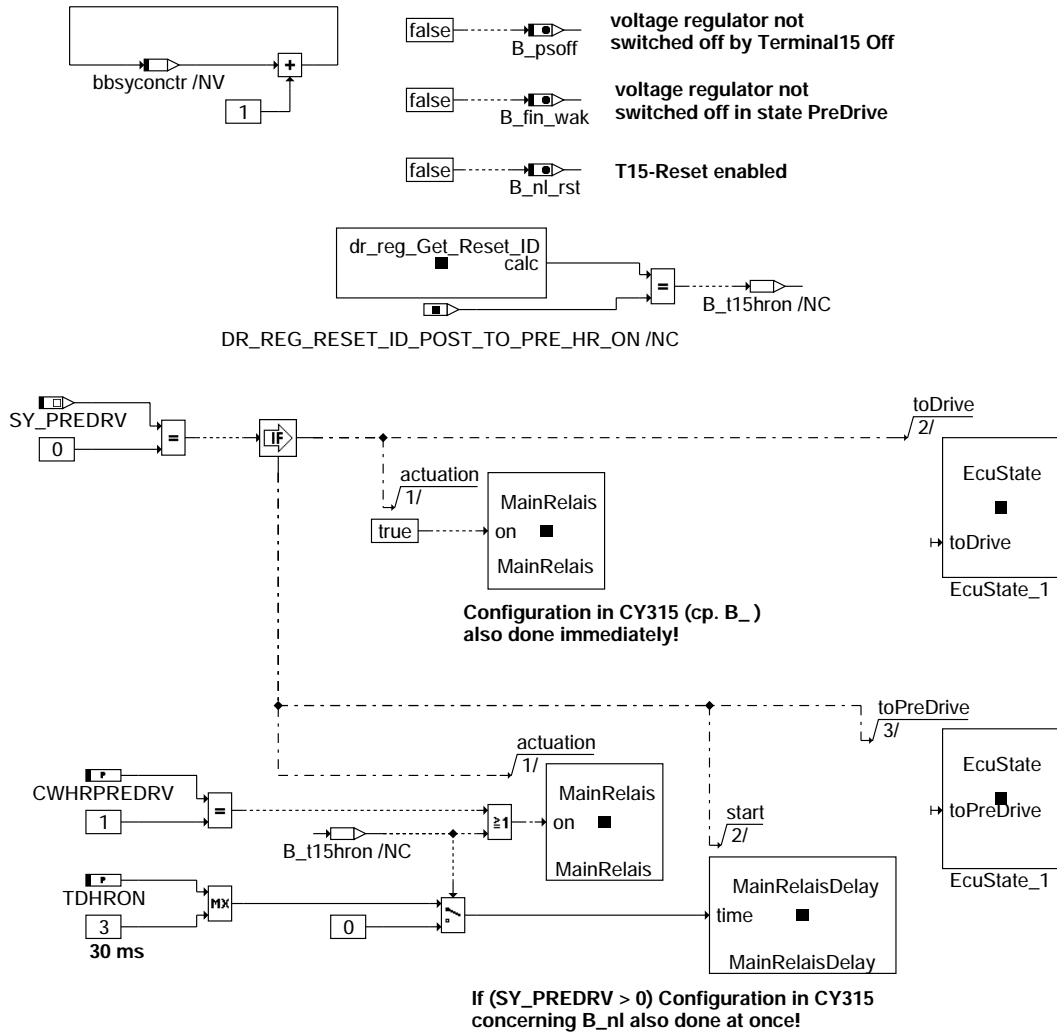 bbsyconctr /NV
+
1
false
B_psoff
voltage regulator not
switched off by Terminal15 Off
false
B_fin_wak
voltage regulator not
switched off in state PreDrive
false
B_nl_rst
T15-Reset enabled
dr_reg_Get_Reset_ID
calc
=
B_t15hron /NC
DR_REG_RESET_ID_POST_TO_PRE_HR_ON /NC
SY_PREDRV
0
=
IF
toDrive
2/
EcuState
toDrive
EcuState_1
actuation
1/
true
MainRelais
on
MainRelais
Configuration in CY315 (cp. B_ )
also done immediately!
toPreDrive
3/
EcuState
toPreDrive
EcuState_1
actuation
1/
P
CWHRPREDRV
1
=
B_t15hron /NC
≧1
MainRelais
on
MainRelais
start
2/
P
TDHRON
3
30 ms
MX
0
MainRelaisDelay
time
MainRelaisDelay
If (SY_PREDRV > 0) Configuration in CY315
concerning B_nl also done at once!